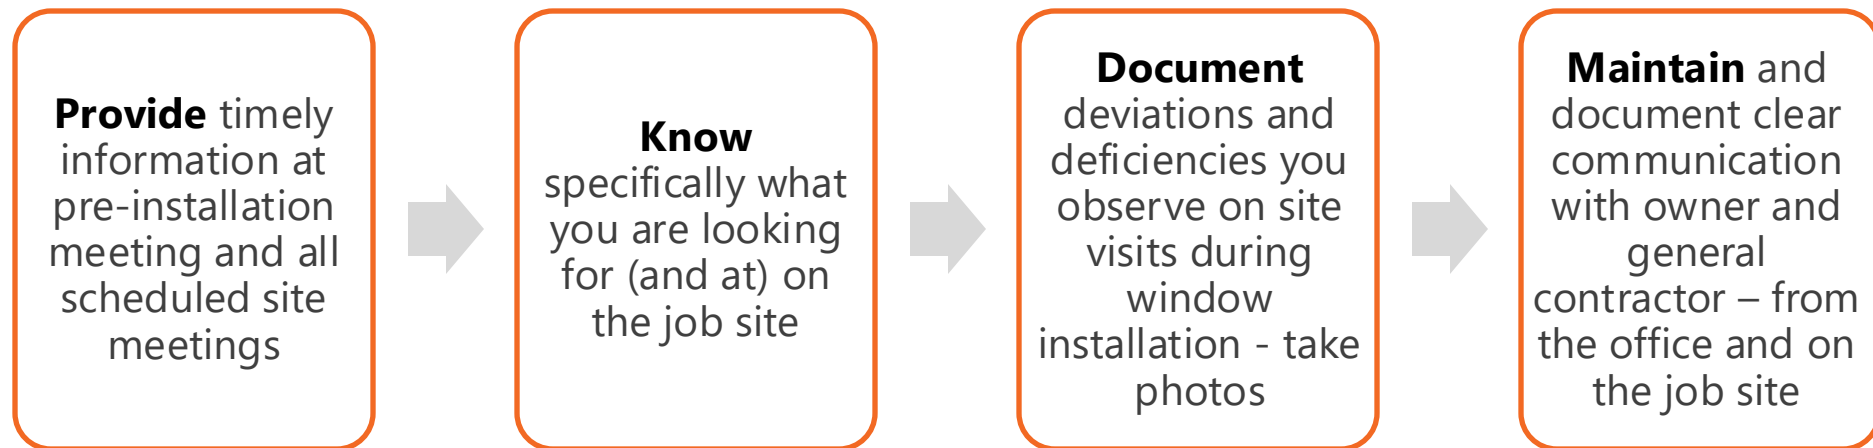 Provide timely
information at
pre-installation
meeting and all
scheduled site
meetings
Know
specifically what
you are looking
for (and at) on
the job site
Document
deviations and
deficiencies you
observe on site
visits during
window
installation - take
photos
Maintain and
document clear
communication
with owner and
general
contractor – from
the office and on
the job site